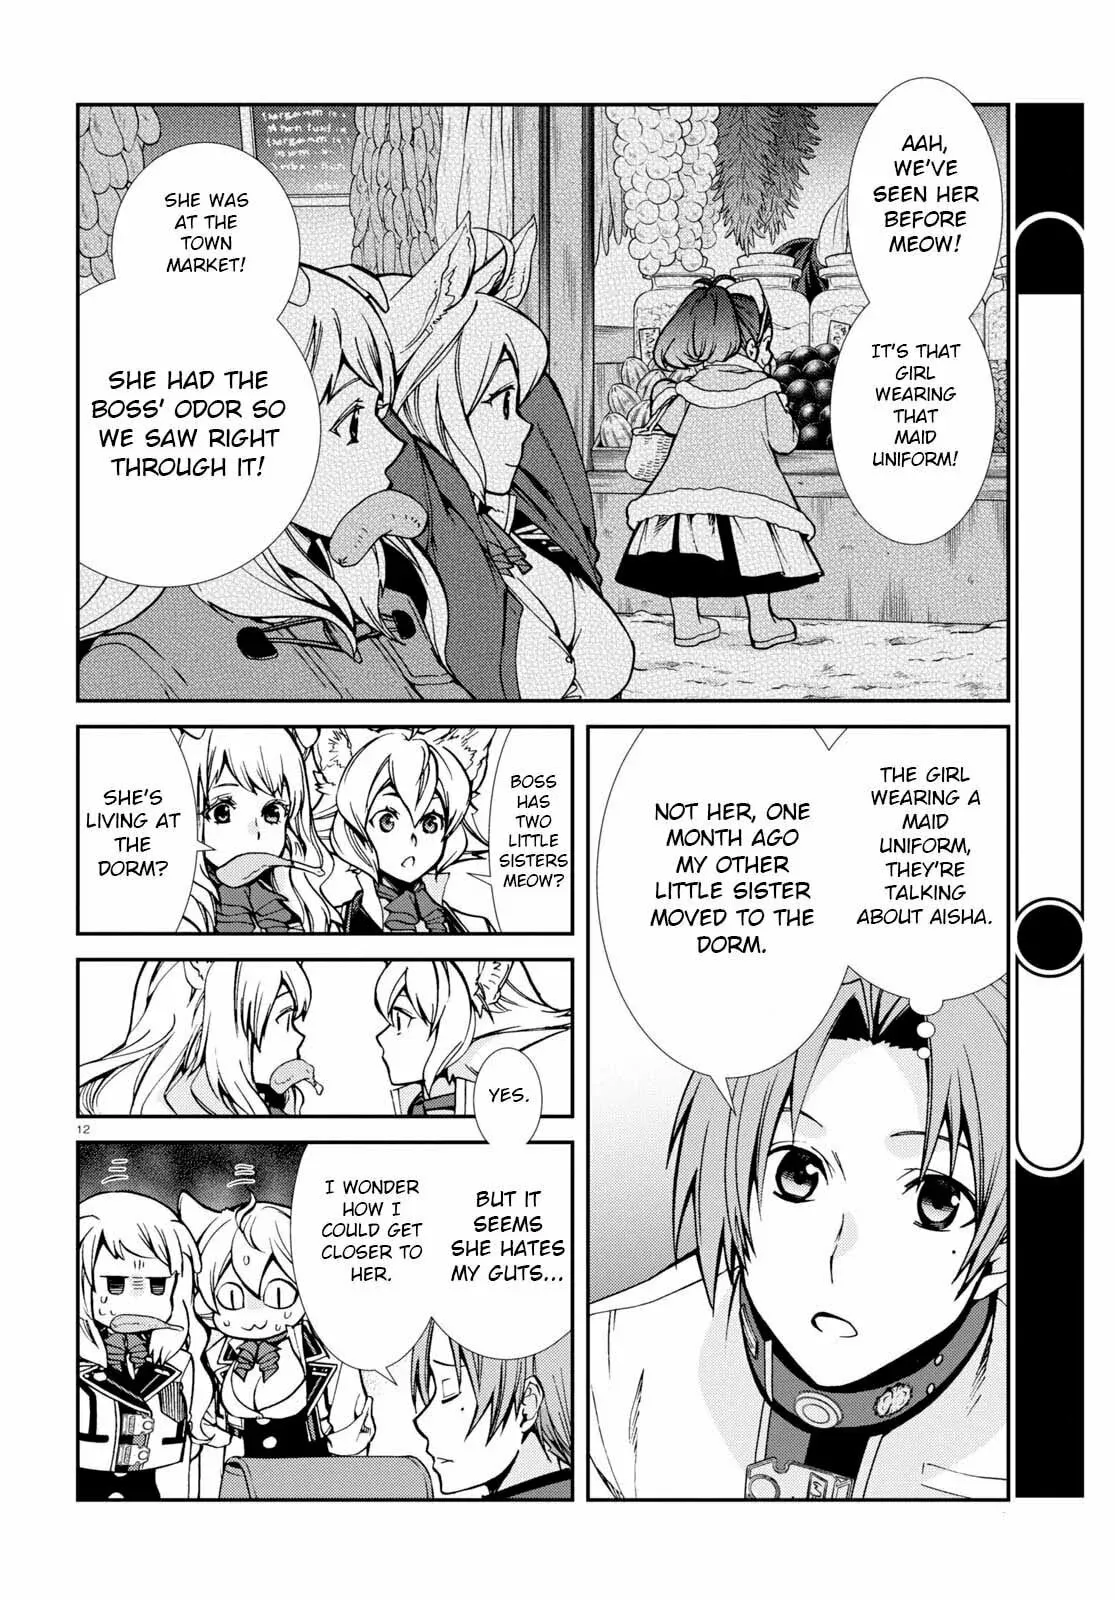 AAH,
WE'VE
SEEN HER
BEFORE
MEOW!
IT'S THAT
GIRL
WEARING
THAT
MAID
UNIFORM!
SHE WAS
AT THE
TOWN
MARKET!
SHE HAD THE
BOSS' ODOR SO
WE SAW RIGHT
THROUGH IT!
THE GIRL
WEARING A
MAID
UNIFORM,
THEY'RE
TALKING
ABOUT AISHA.
NOT HER, ONE
MONTH AGO
MY OTHER
LITTLE SISTER
MOVED TO THE
DORM.
BOSS
HAS
TWO
LITTLE
SISTERS
MEOW?
SHE'S
LIVING AT
THE
DORM?
YES.
12
BUT IT
SEEMS
SHE HATES
MY GUTS...
I WONDER
HOW I
COULD GET
CLOSER TO
HER.